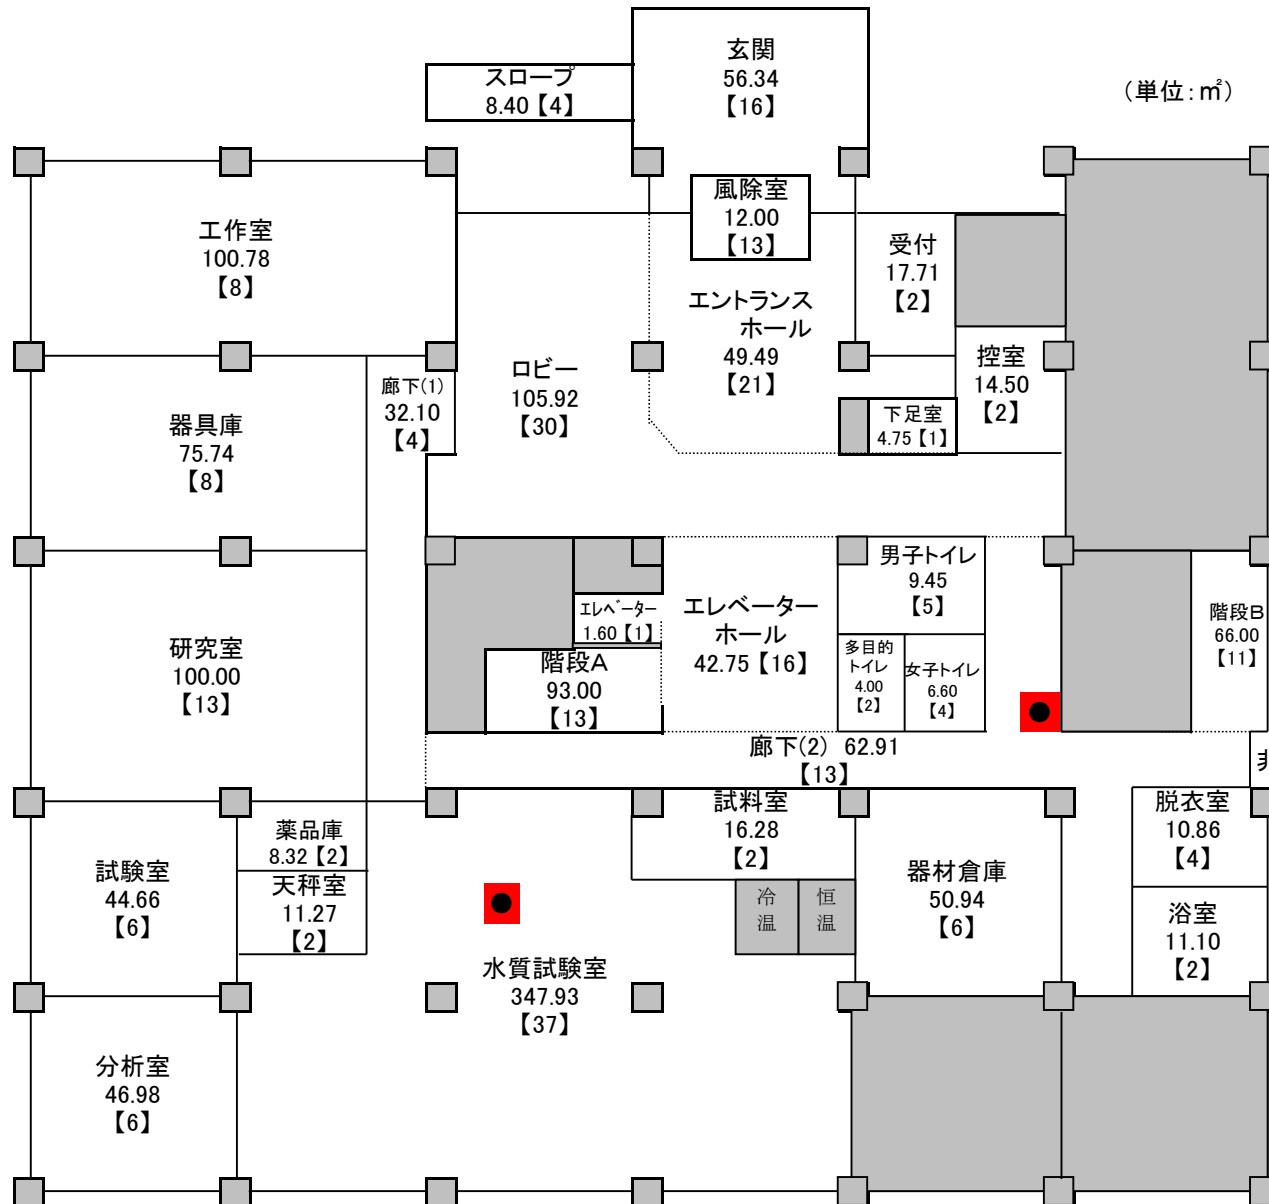 玄関
56.34
【16】
スロープ
8.40【4】
（単位：㎡）
工作室
100.78
【8】
風除室
12.00
【13】
受付
17.71
【2】
エントランス
ホール
49.49
【21】
控室
14.50
【2】
ロビー
105.92
【30】
廊下(1)
32.10
【4】
下足室
4.75【1】
器具庫
75.74
【8】
男子トイレ
9.45
【5】
エレベーター
1.60【1】
エレベーター
ホール
42.75【16】
階段B
66.00
【11】
研究室
100.00
【13】
階段A
93.00
【13】
多目的
トイレ
4.00
【2】
女子トイレ
6.60
【4】
廊下(2) 62.91
【13】
試料室
16.28
【2】
脱衣室
10.86
【4】
薬品庫
8.32【2】
試験室
44.66
【6】
天秤室
11.27
【2】
器材倉庫
50.94
【6】
冷
温
恒
温
浴室
11.10
【2】
水質試験室
347.93
【37】
分析室
46.98
【6】